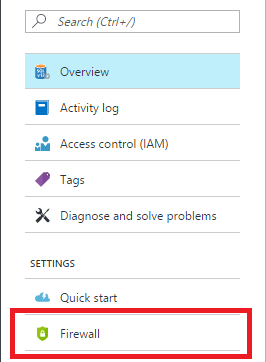 Search (Ctrl+/)
Overview
Activity log
Access control (IAM)
Tags
Diagnose and solve problems
SETTINGS
Quick start
Firewall